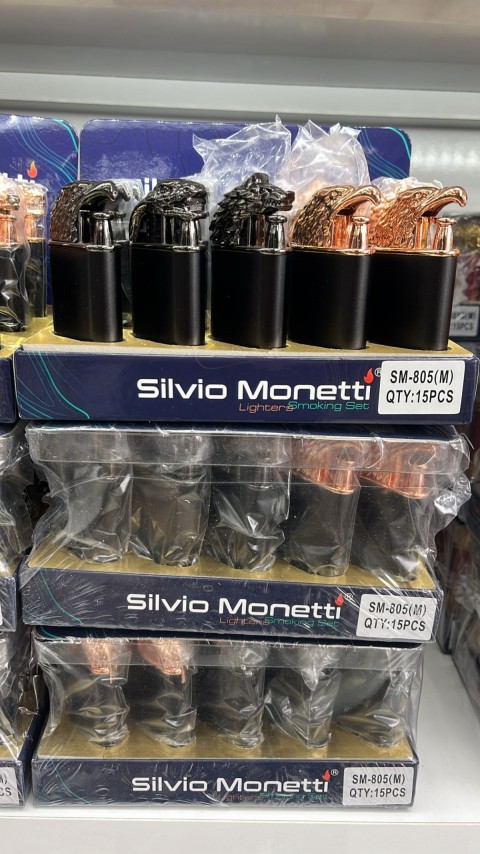 tti
Silvio Monetti®
Lighters Smoking Set
SM-805(M)
QTY:15PCS
Silvio Monetti®
Lighters Smoking Set
SM-805(M)
QTY:15PCS
Silvio Monetti®
SM-805(M)
QTY:15PCS